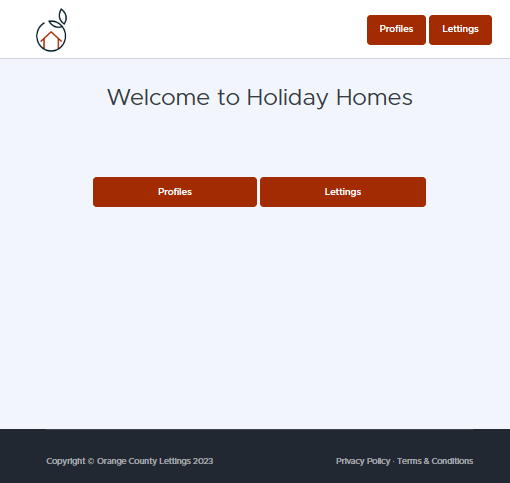 Profiles Lettings
Welcome to Holiday Homes
Profiles Lettings
Copyright © Orange County Lettings 2023 Privacy Policy · Terms & Conditions